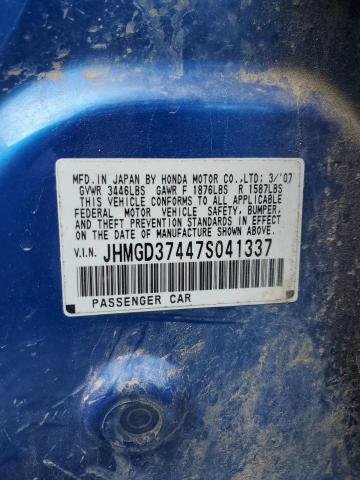 MFD. IN JAPAN BY HONDA MOTOR CO.,LTD: 3/'07
GVWR 3446LBS GAWR F 1876LBS R 1587LBS
THIS VEHICLE CONFORMS TO ALL APPLICABLE
FEDERAL MOTOR VEHICLE SAFETY, BUMPER,
AND THEFT PREVENTION STANDARDS IN EFFECT
ON THE DATE OF MANUFACTURE SHOWN ABOVE.
V.I.N. JHMGD37447S041337
PASSENGER CAR